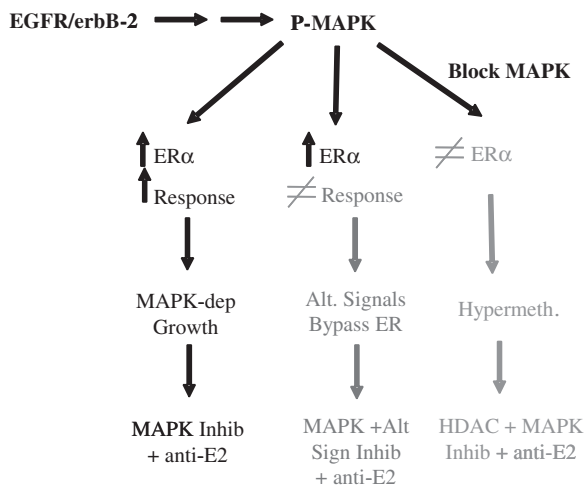 EGFR/erbB-2
P-MAPK
Block MAPK
ERα
Response
MAPK-dep
Growth
MAPK Inhib
+ anti-E2
ERα
Response
Alt. Signals
Bypass ER
MAPK +Alt
Sign Inhib
+ anti-E2
ERα
Hypermeth.
HDAC + MAPK
Inhib + anti-E2